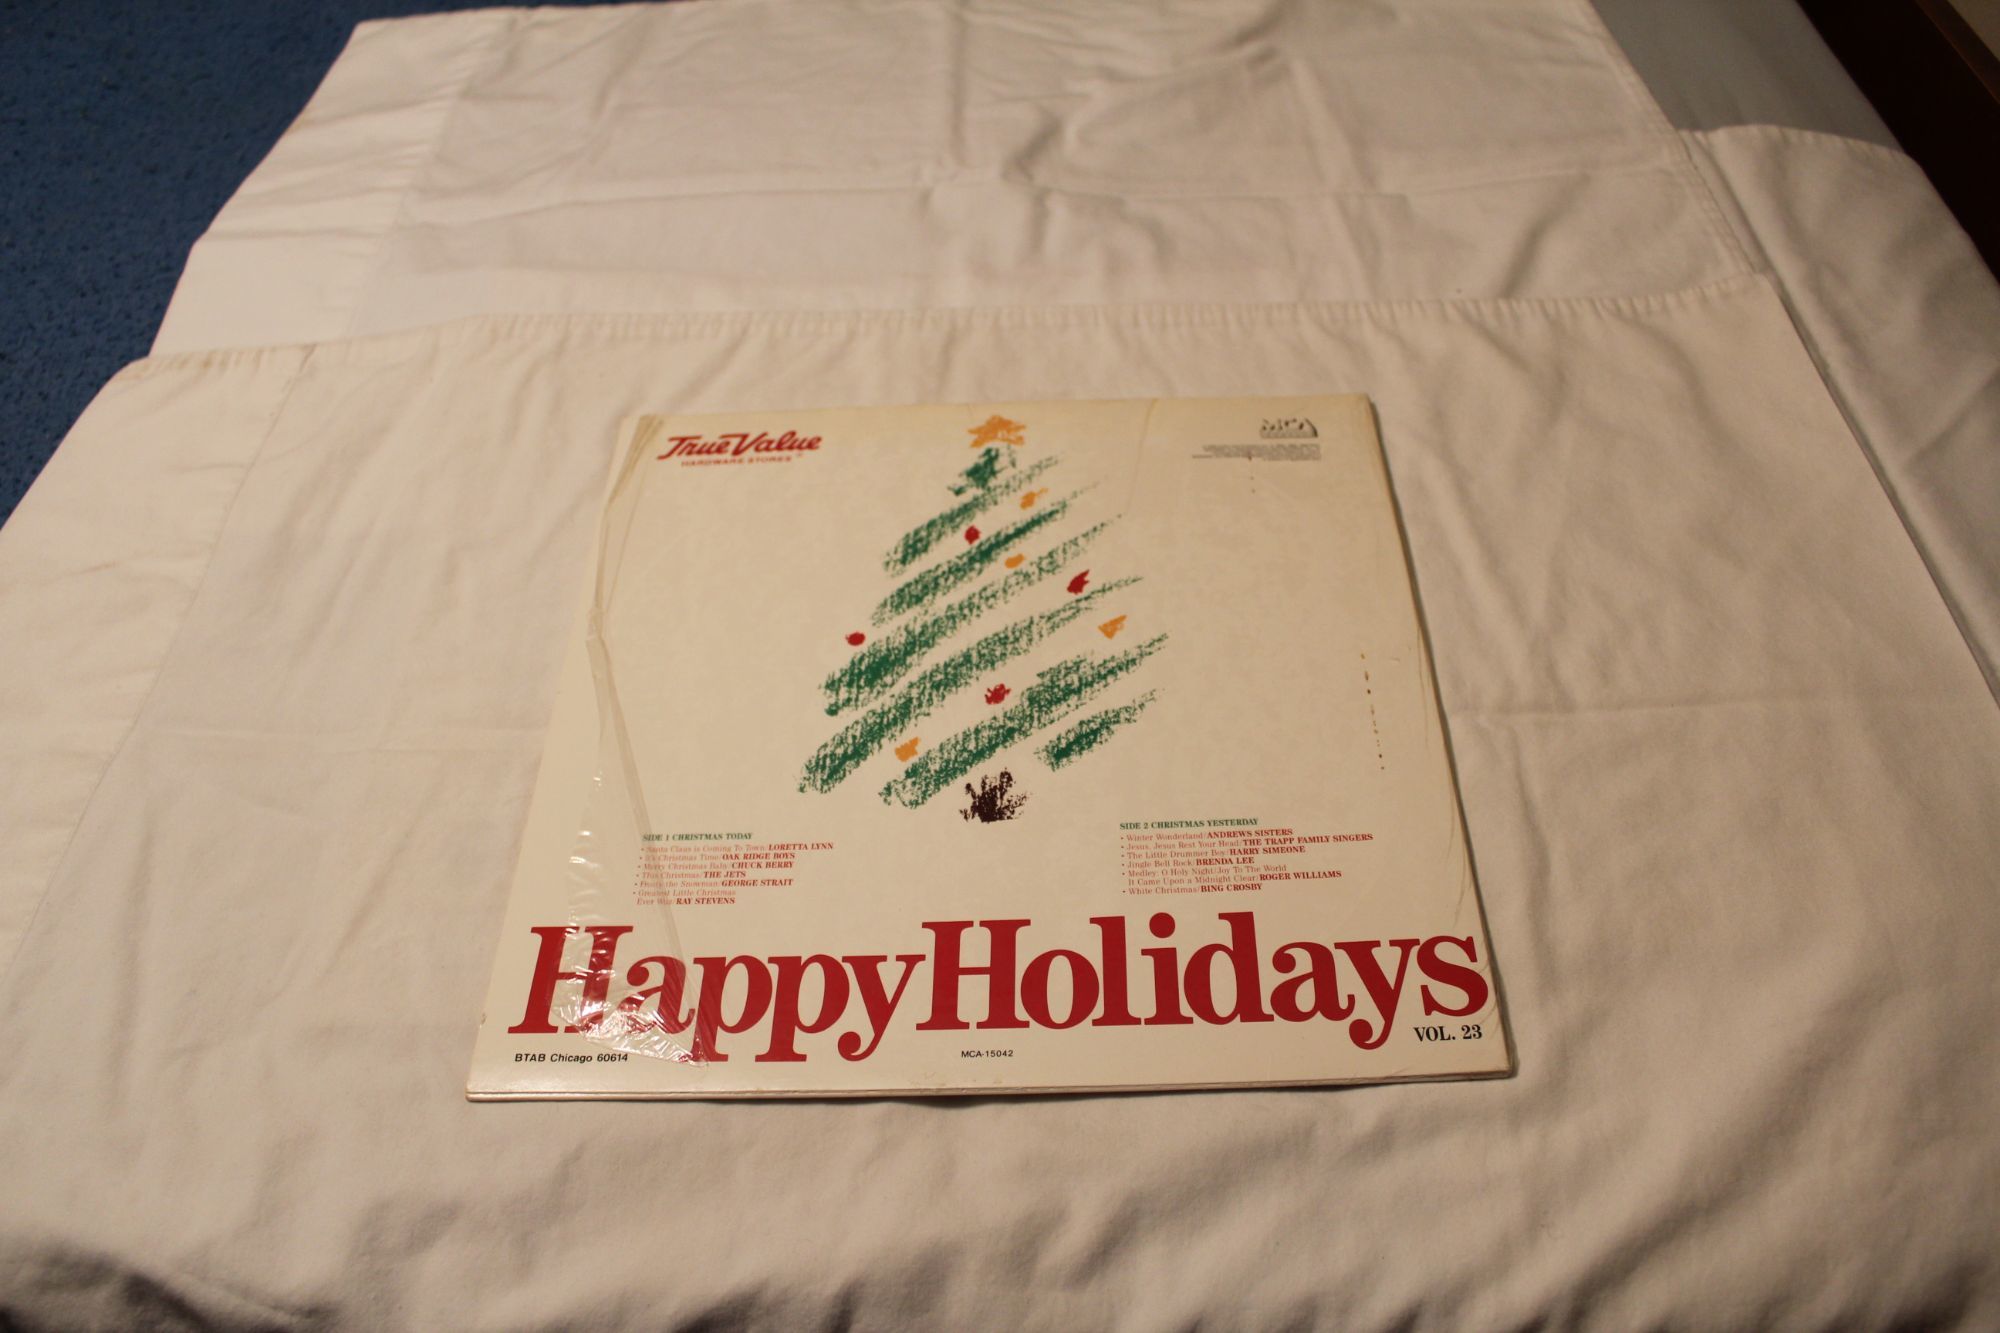 True Value
HARDWARE STORES
MCA
SIDE 1 CHRISTMAS TODAY
• Santa Claus is Coming To Town/LORETTA LYNN
• It's Christmas Time/OAK RIDGE BOYS
• Merry Christmas Baby/CHUCK BERRY
• This Christmas/THE JETS
• Frosty the Snowman/GEORGE STRAIT
• Greatest Little Christmas
Ever Wuz/RAY STEVENS
SIDE 2 CHRISTMAS YESTERDAY
• Winter Wonderland/ANDREWS SISTERS
• Jesus, Jesus Rest Your Head/THE TRAPP FAMILY SINGERS
• The Little Drummer Boy/HARRY SIMEONE
• Jingle Bell Rock/BRENDA LEE
• Medley: O Holy Night/Joy To The World
It Came Upon a Midnight Clear/ROGER WILLIAMS
• White Christmas/BING CROSBY
Happy Holidays
VOL. 23
BTAB Chicago 60614
MCA-15042